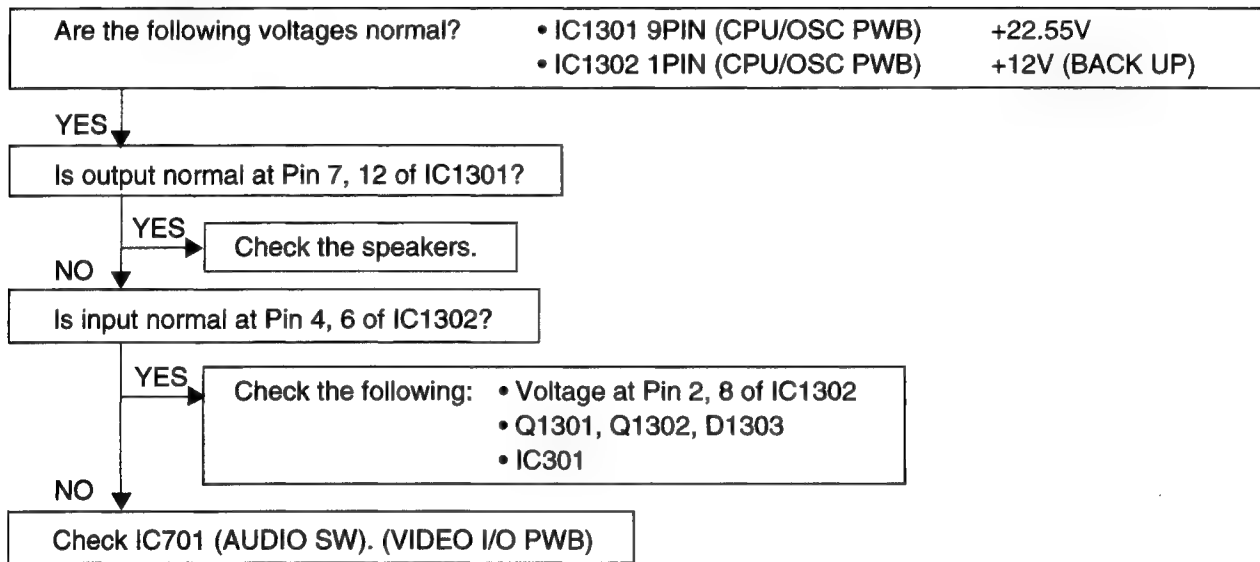 Are the following voltages normal? • IC1301 9PIN (CPU/OSC PWB) +22.55V
• IC1302 1PIN (CPU/OSC PWB) +12V (BACK UP)
YES
Is output normal at Pin 7, 12 of IC1301?
YES
Check the speakers.
NO
Is input normal at Pin 4, 6 of IC1302?
YES
Check the following: • Voltage at Pin 2, 8 of IC1302
• Q1301, Q1302, D1303
• IC301
NO
Check IC701 (AUDIO SW). (VIDEO I/O PWB)